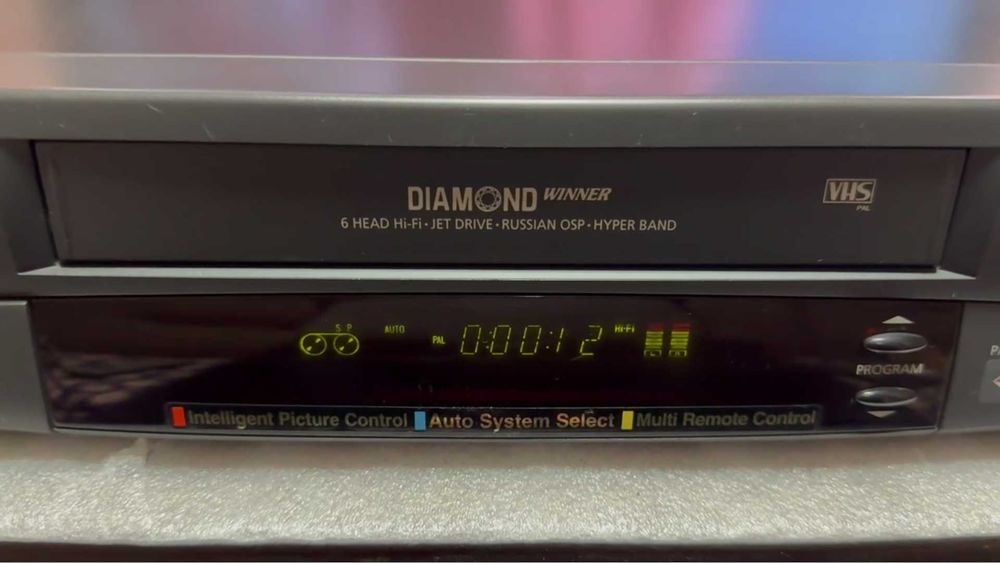 DIAMOND WINNER
VHS
PAL
6 HEAD Hi-Fi · JET DRIVE · RUSSIAN OSP · HYPER BAND
S P
AUTO
PAL
0:00:12
Hi-Fi
L R
PROGRAM
Intelligent Picture Control Auto System Select Multi Remote Control